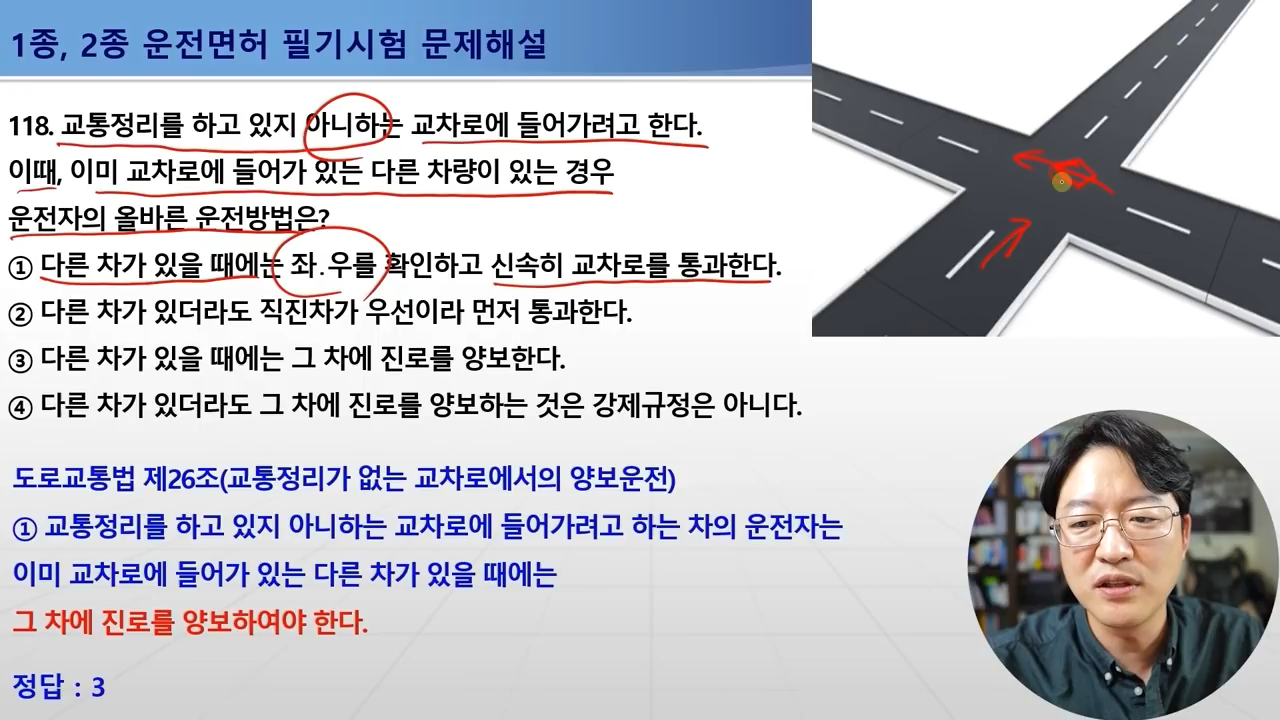 1종, 2종 운전면허 필기시험 문제해설
118. 교통정리를 하고 있지 아니하는 교차로에 들어가려고 한다.
이때, 이미 교차로에 들어가 있는 다른 차량이 있는 경우
운전자의 올바른 운전방법은?
① 다른 차가 있을 때에는 좌.우를 확인하고 신속히 교차로를 통과한다.
② 다른 차가 있더라도 직진차가 우선이라 먼저 통과한다.
③ 다른 차가 있을 때에는 그 차에 진로를 양보한다.
④ 다른 차가 있더라도 그 차에 진로를 양보하는 것은 강제규정은 아니다.
도로교통법 제26조(교통정리가 없는 교차로에서의 양보운전)
① 교통정리를 하고 있지 아니하는 교차로에 들어가려고 하는 차의 운전자는
이미 교차로에 들어가 있는 다른 차가 있을 때에는
그 차에 진로를 양보하여야 한다.
정답 : 3